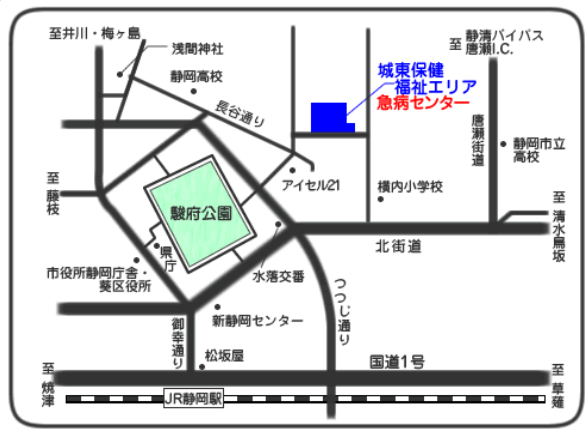 至井川・梅ヶ島
浅間神社
静岡高校
長谷通り
城東保健
福祉エリア
急病センター
至
静清バイパス
唐瀬I.C.
唐瀬街道
静岡市立
高校
アイセル21
横内小学校
至
藤枝
駿府公園
県庁
市役所静岡庁舎・
葵区役所
水落交番
北街道
至
清水鳥坂
つつじ通り
新静岡センター
御幸通り
松坂屋
国道1号
至
焼津
JR静岡駅
至
草薙